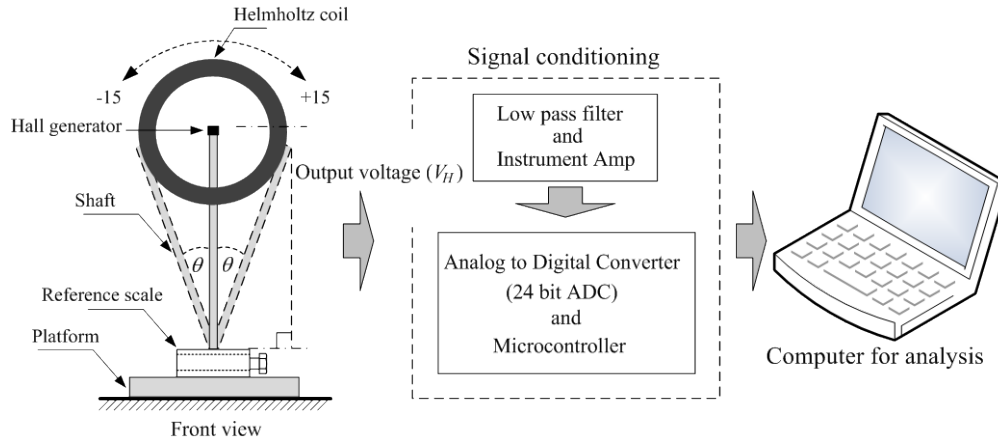 Helmholtz coil
-15
+15
Hall generator
Output voltage (V_H)
Shaft
θ
θ
Reference scale
Platform
Front view
Signal conditioning
Low pass filter
and
Instrument Amp
Analog to Digital Converter
(24 bit ADC)
and
Microcontroller
Computer for analysis